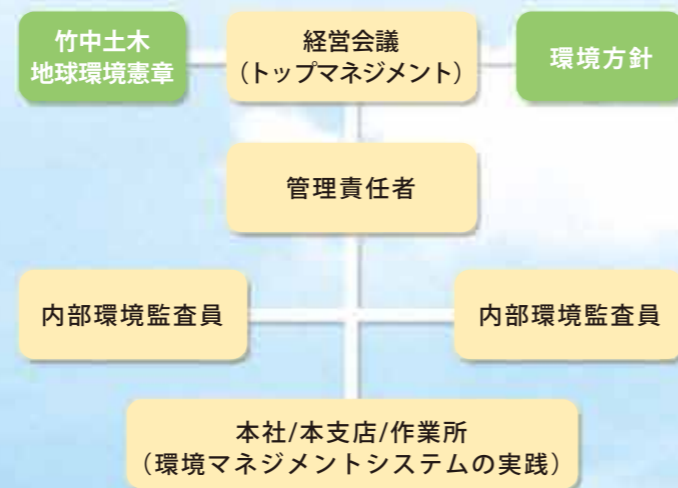 竹中土木
地球環境憲章
経営会議
（トップマネジメント）
環境方針
管理責任者
内部環境監査員
内部環境監査員
本社/本支店/作業所
（環境マネジメントシステムの実践）